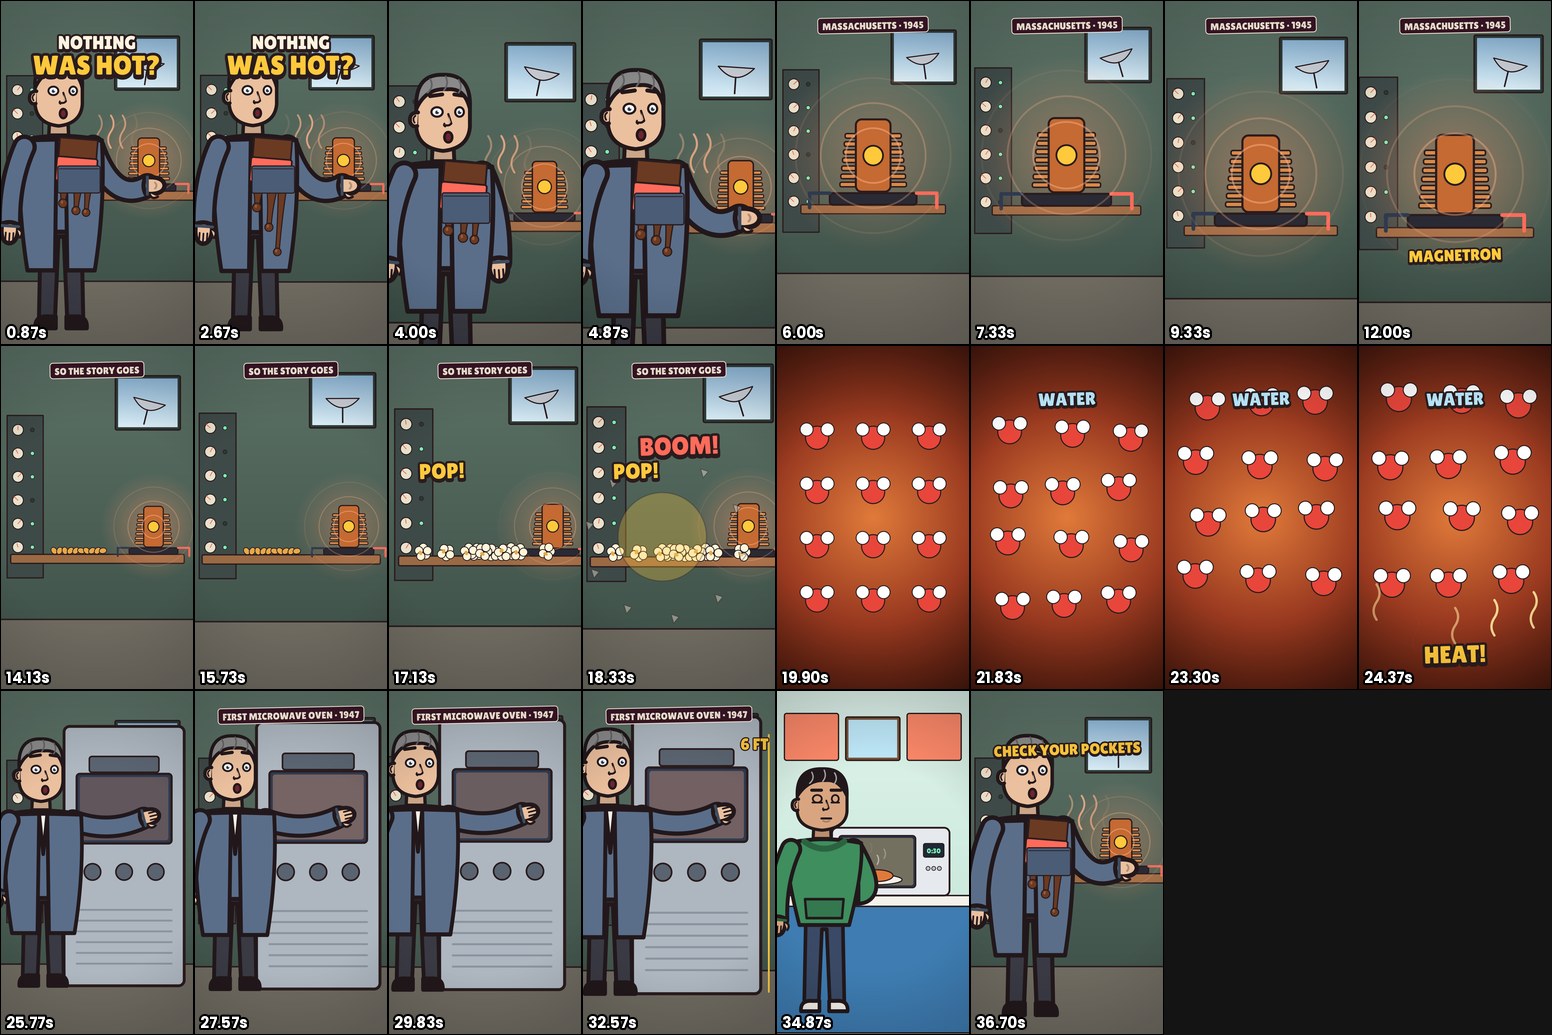 NOTHING
WAS HOT?
0.87s
NOTHING
WAS HOT?
2.67s
4.00s
4.87s
MASSACHUSETTS · 1945
6.00s
MASSACHUSETTS · 1945
7.33s
MASSACHUSETTS · 1945
9.33s
MASSACHUSETTS · 1945
MAGNETRON
12.00s
SO THE STORY GOES
14.13s
SO THE STORY GOES
15.73s
SO THE STORY GOES
POP!
17.13s
SO THE STORY GOES
BOOM!
POP!
18.33s
19.90s
WATER
21.83s
WATER
23.30s
WATER
HEAT!
24.37s
25.77s
FIRST MICROWAVE OVEN · 1947
27.57s
FIRST MICROWAVE OVEN · 1947
29.83s
FIRST MICROWAVE OVEN · 1947
6 FT
32.57s
0:30
34.87s
CHECK YOUR POCKETS
36.70s